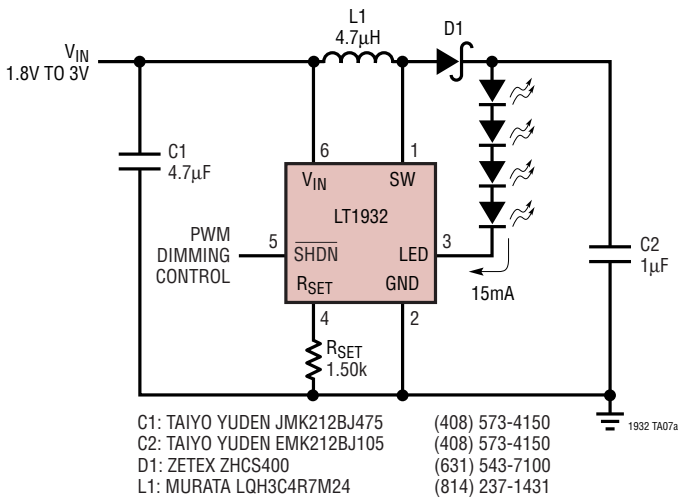 L1
4.7µH
D1
VIN
1.8V TO 3V
C1
4.7µF
6
1
VIN
SW
LT1932
PWM
DIMMING
CONTROL
5
SHDN
LED
3
RSET
GND
15mA
C2
1µF
4
2
RSET
1.50k
1932 TA07a
C1: TAIYO YUDEN JMK212BJ475 (408) 573-4150
C2: TAIYO YUDEN EMK212BJ105 (408) 573-4150
D1: ZETEX ZHCS400 (631) 543-7100
L1: MURATA LQH3C4R7M24 (814) 237-1431